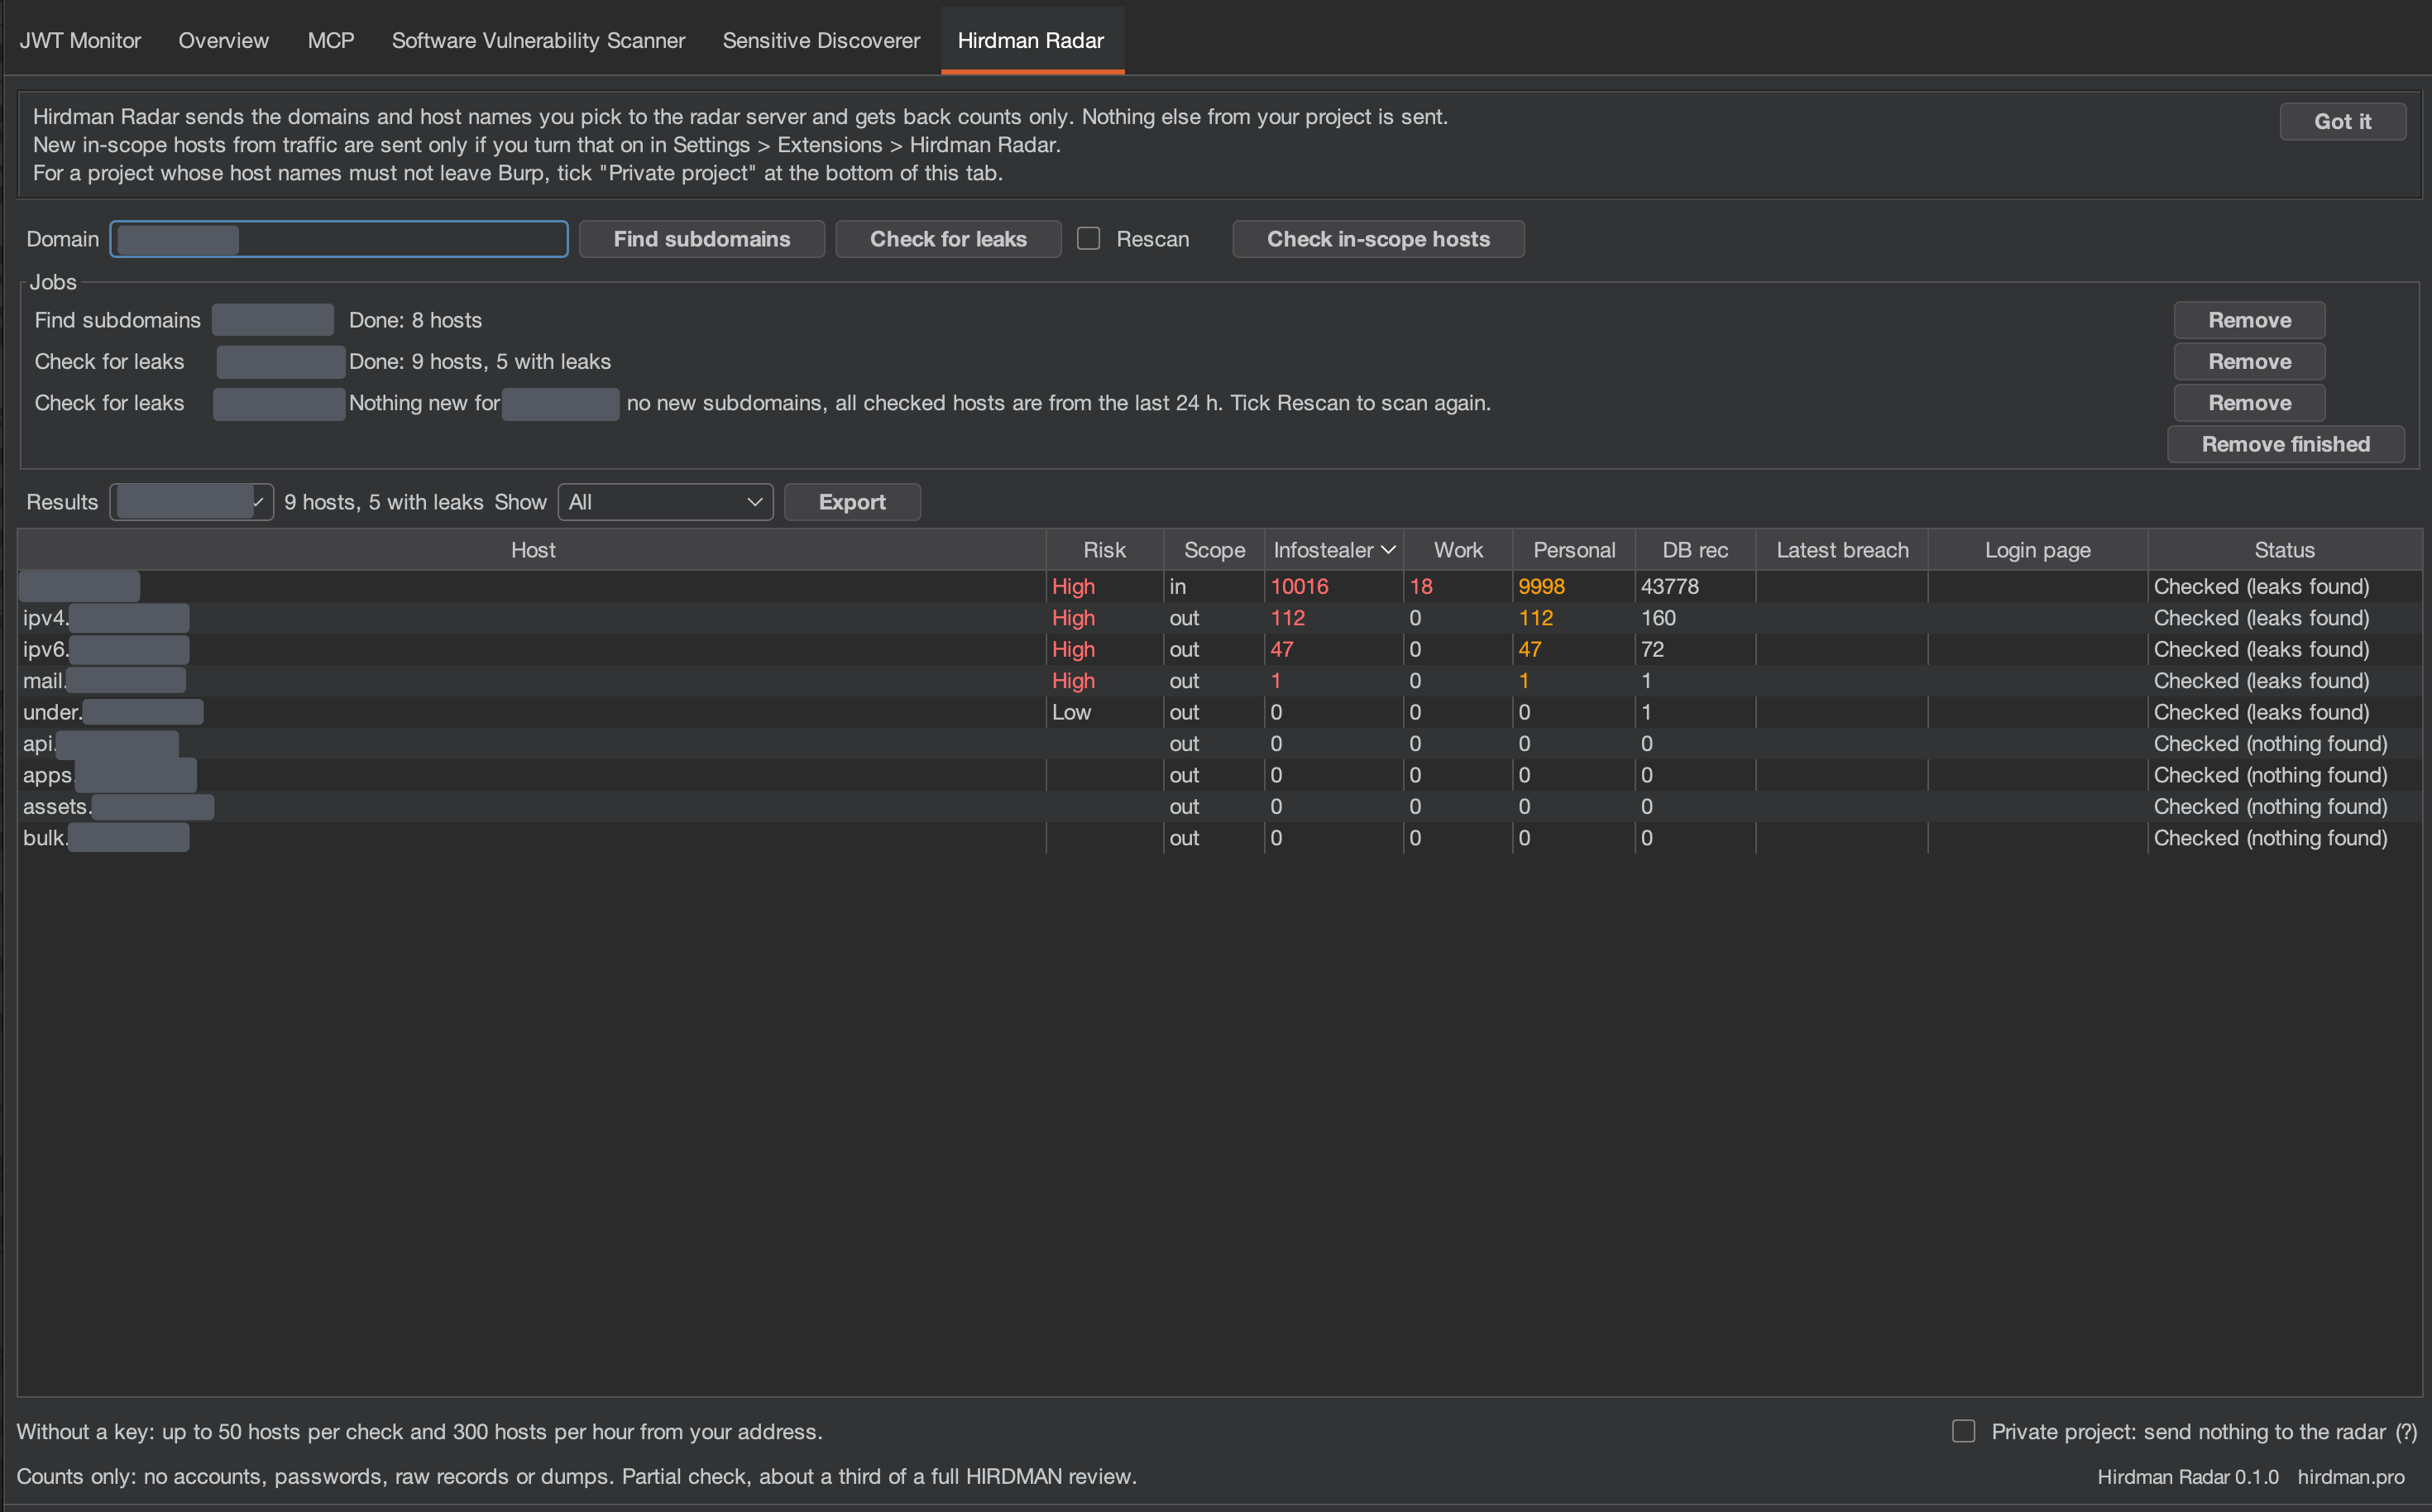 JWT Monitor Overview MCP Software Vulnerability Scanner Sensitive Discoverer Hirdman Radar
Hirdman Radar sends the domains and host names you pick to the radar server and gets back counts only. Nothing else from your project is sent.
New in-scope hosts from traffic are sent only if you turn that on in Settings > Extensions > Hirdman Radar.
For a project whose host names must not leave Burp, tick "Private project" at the bottom of this tab.
Got it
Domain Find subdomains Check for leaks Rescan Check in-scope hosts
Jobs
Find subdomains Done: 8 hosts Remove
Check for leaks Done: 9 hosts, 5 with leaks Remove
Check for leaks Nothing new for no new subdomains, all checked hosts are from the last 24 h. Tick Rescan to scan again. Remove
Remove finished
Results 9 hosts, 5 with leaks Show All Export
Host Risk Scope Infostealer Work Personal DB rec Latest breach Login page Status
High in 10016 18 9998 43778 Checked (leaks found)
ipv4. High out 112 0 112 160 Checked (leaks found)
ipv6. High out 47 0 47 72 Checked (leaks found)
mail. High out 1 0 1 1 Checked (leaks found)
under. Low out 0 0 0 1 Checked (leaks found)
api. out 0 0 0 0 Checked (nothing found)
apps. out 0 0 0 0 Checked (nothing found)
assets. out 0 0 0 0 Checked (nothing found)
bulk. out 0 0 0 0 Checked (nothing found)
Without a key: up to 50 hosts per check and 300 hosts per hour from your address. Private project: send nothing to the radar (?)
Counts only: no accounts, passwords, raw records or dumps. Partial check, about a third of a full HIRDMAN review. Hirdman Radar 0.1.0 hirdman.pro